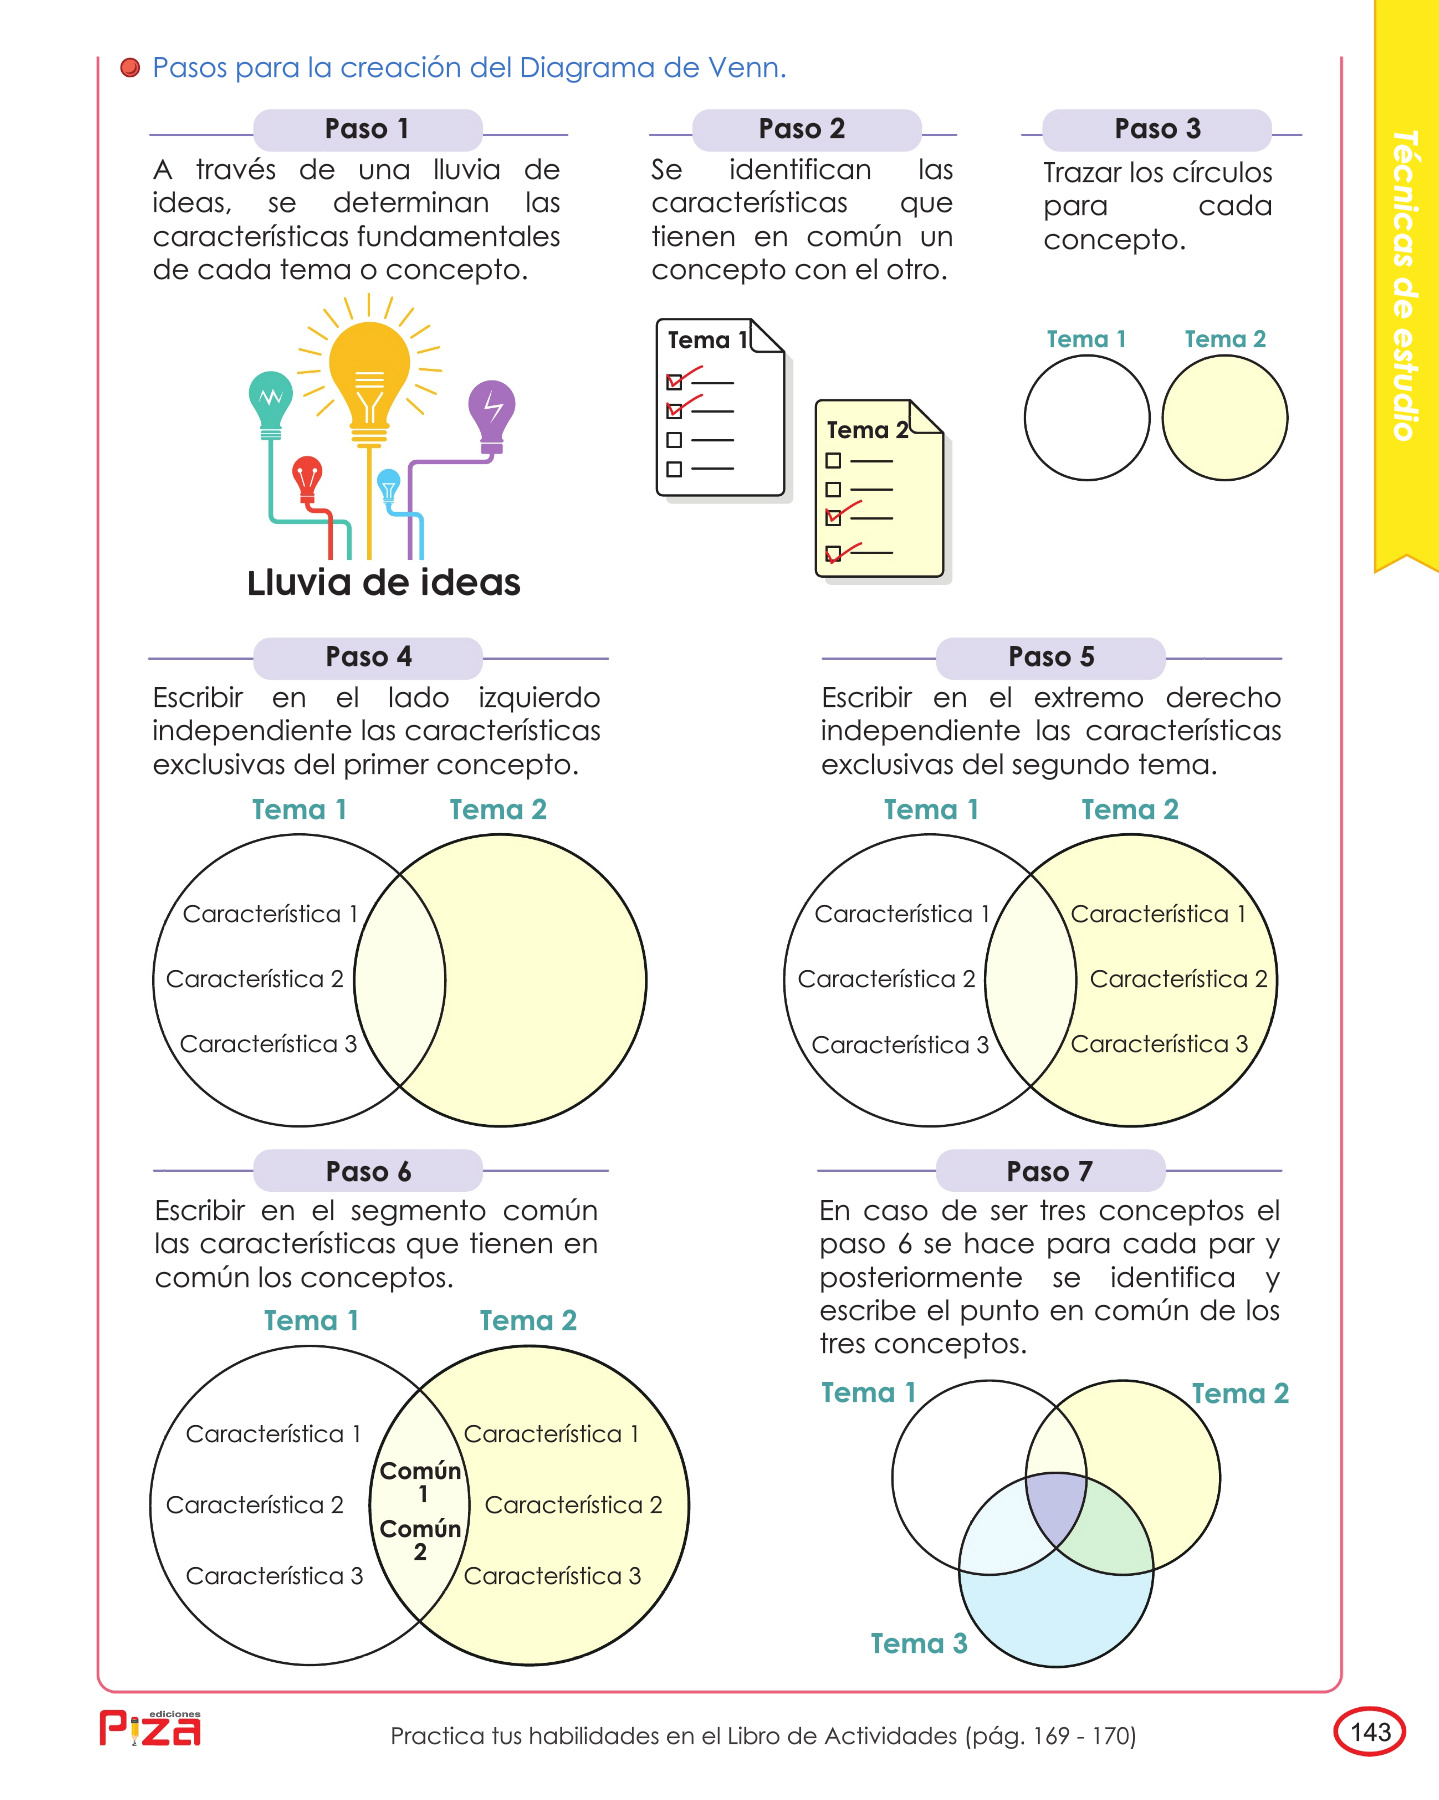 Pasos para la creación del Diagrama de Venn.
Paso 1
A través de una lluvia de
ideas, se determinan las
características fundamentales
de cada tema o concepto.
Lluvia de ideas
Paso 2
Se identifican las
características que
tienen en común un
concepto con el otro.
Tema 1
Tema 2
Paso 3
Trazar los círculos
para cada
concepto.
Tema 1 Tema 2
Paso 4
Escribir en el lado izquierdo
independiente las características
exclusivas del primer concepto.
Tema 1 Tema 2
Característica 1
Característica 2
Característica 3
Paso 5
Escribir en el extremo derecho
independiente las características
exclusivas del segundo tema.
Tema 1 Tema 2
Característica 1 Característica 1
Característica 2 Característica 2
Característica 3 Característica 3
Paso 6
Escribir en el segmento común
las características que tienen en
común los conceptos.
Tema 1 Tema 2
Característica 1 Característica 1
Común
1
Característica 2 Característica 2
Común
2
Característica 3 Característica 3
Paso 7
En caso de ser tres conceptos el
paso 6 se hace para cada par y
posteriormente se identifica y
escribe el punto en común de los
tres conceptos.
Tema 1 Tema 2
Tema 3
Técnicas de estudio
ediciones
Piza
Practica tus habilidades en el Libro de Actividades (pág. 169 - 170)
143